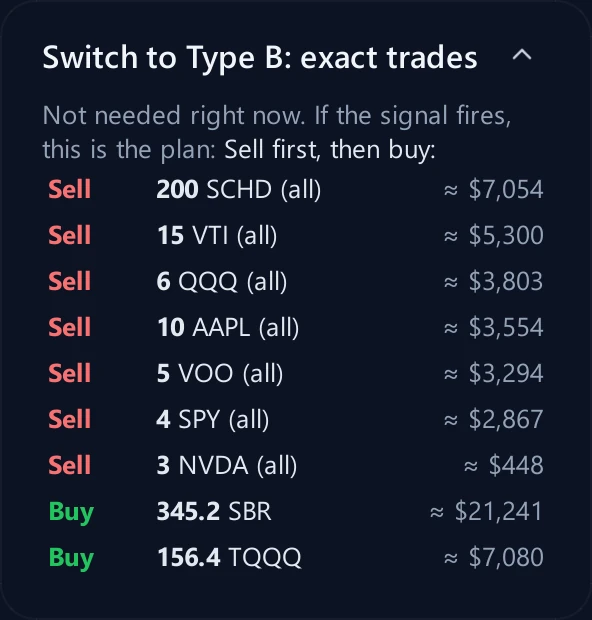 Switch to Type B: exact trades
Not needed right now. If the signal fires,
this is the plan: Sell first, then buy:
Sell 200 SCHD (all) ≈ $7,054
Sell 15 VTI (all) ≈ $5,300
Sell 6 QQQ (all) ≈ $3,803
Sell 10 AAPL (all) ≈ $3,554
Sell 5 VOO (all) ≈ $3,294
Sell 4 SPY (all) ≈ $2,867
Sell 3 NVDA (all) ≈ $448
Buy 345.2 SBR ≈ $21,241
Buy 156.4 TQQQ ≈ $7,080